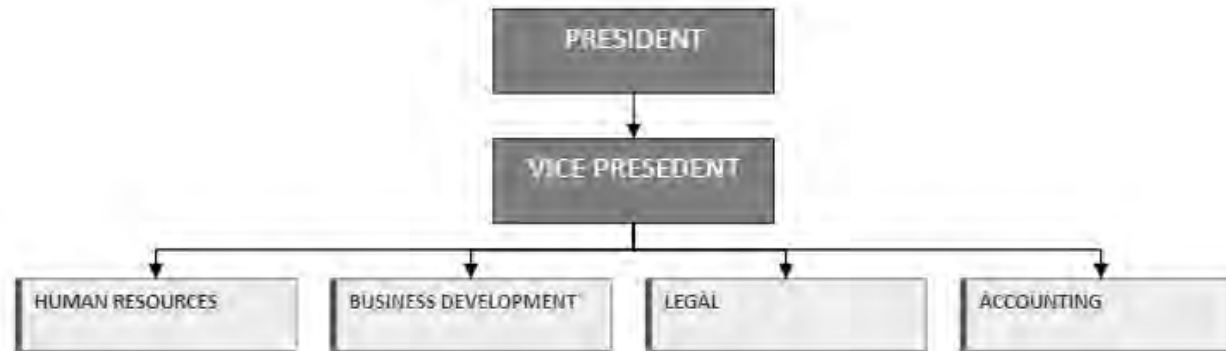 PRESIDENT
VICE PRESEDENT
HUMAN RESOURCES
BUSINESS DEVELOPMENT
LEGAL
ACCOUNTING